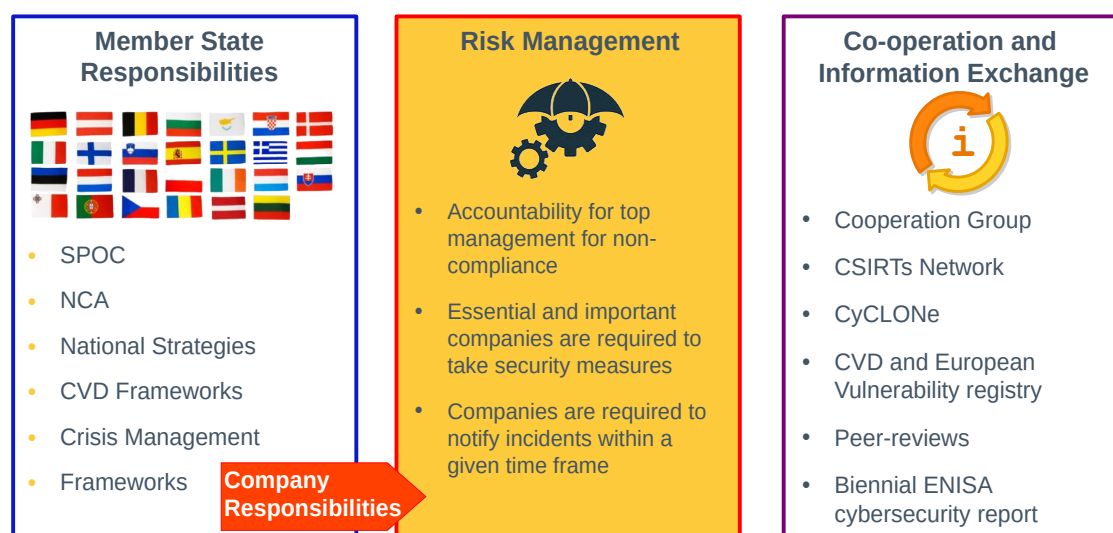 Member State
Responsibilities
SPOC
NCA
National Strategies
CVD Frameworks
Crisis Management
Frameworks
Company
Responsibilities
Risk Management
Accountability for top
management for non-
compliance
Essential and important
companies are required to
take security measures
Companies are required to
notify incidents within a
given time frame
Co-operation and
Information Exchange
i
Cooperation Group
CSIRTs Network
CyCLONe
CVD and European
Vulnerability registry
Peer-reviews
Biennial ENISA
cybersecurity report